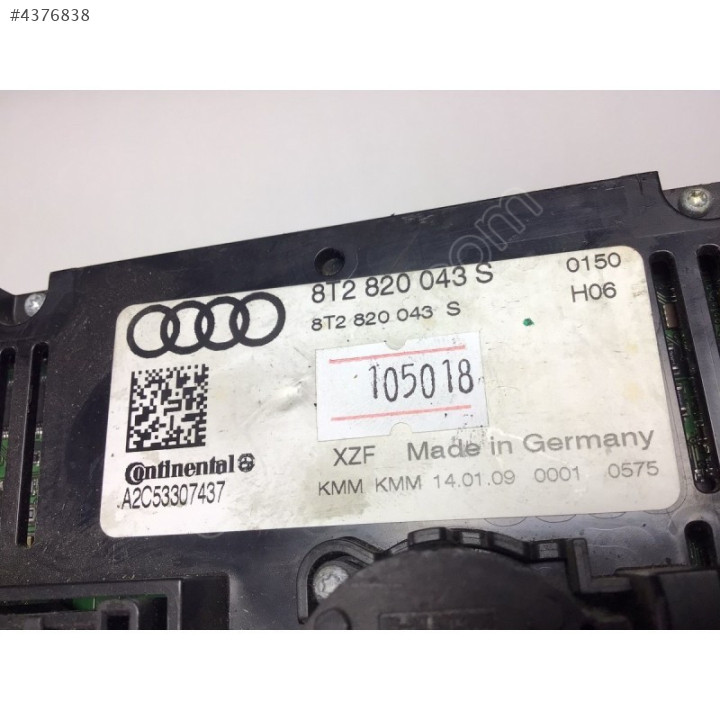 #4376838
8T2 820 043 S
0150
8T2 820 043 S
H06
105018
Continental
XZF Made in Germany
A2C53307437
KMM KMM 14.01.09 0001 0575